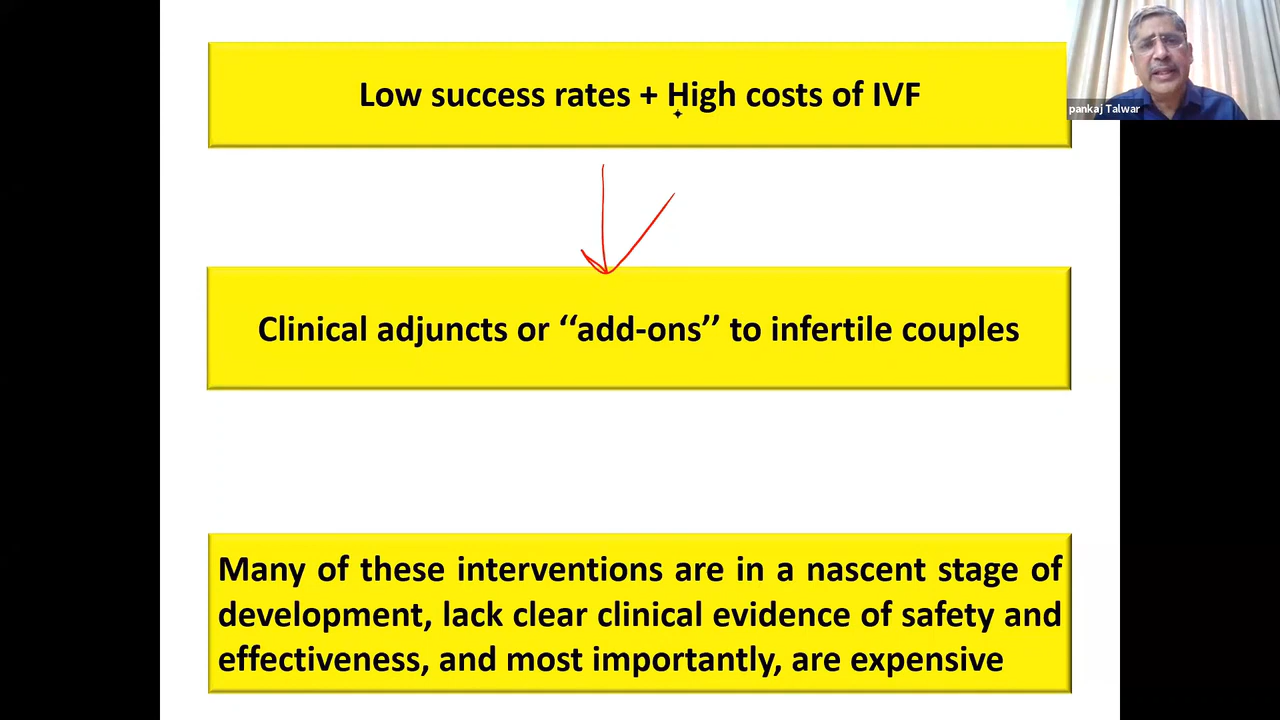 Low success rates + High costs of IVF
pankaj Talwar
Clinical adjuncts or ‘‘add-ons’’ to infertile couples
Many of these interventions are in a nascent stage of
development, lack clear clinical evidence of safety and
effectiveness, and most importantly, are expensive